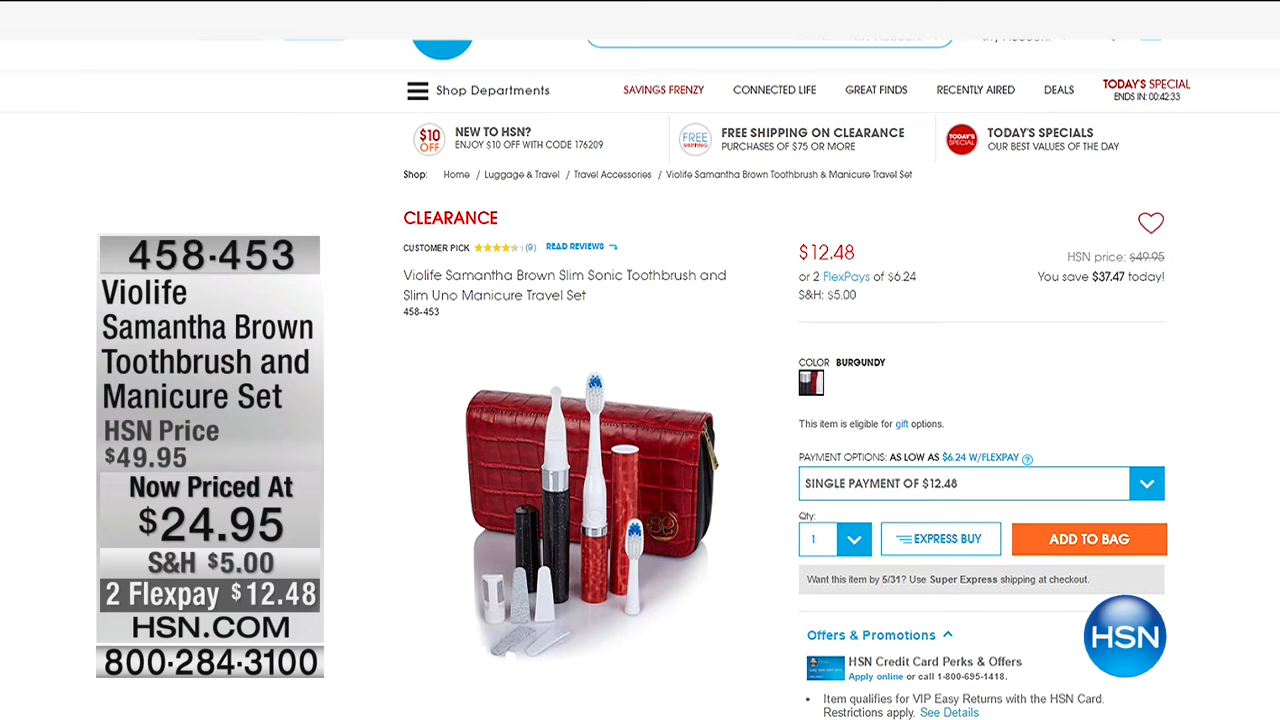 Shop Departments
SAVINGS FRENZY
CONNECTED LIFE
GREAT FINDS
RECENTLY AIRED
DEALS
TODAY'S SPECIAL
ENDS IN: 00:42:33
$10 OFF
NEW TO HSN?
ENJOY $10 OFF WITH CODE 176209
FREE SHIPPING
FREE SHIPPING ON CLEARANCE
PURCHASES OF $75 OR MORE
TODAY'S SPECIAL
TODAY'S SPECIALS
OUR BEST VALUES OF THE DAY
Shop: Home / Luggage & Travel / Travel Accessories / Violife Samantha Brown Toothbrush & Manicure Travel Set
CLEARANCE
CUSTOMER PICK (9) READ REVIEWS
Violife Samantha Brown Slim Sonic Toothbrush and
Slim Uno Manicure Travel Set
458-453
$12.48
or 2 FlexPays of $6.24
S&H: $5.00
HSN price: $49.95
You save $37.47 today!
COLOR BURGUNDY
This item is eligible for gift options.
PAYMENT OPTIONS: AS LOW AS $6.24 W/FLEXPAY ?
SINGLE PAYMENT OF $12.48
Qty:
1
EXPRESS BUY
ADD TO BAG
Want this item by 5/31? Use Super Express shipping at checkout.
Offers & Promotions
HSN Credit Card Perks & Offers
Apply online or call 1-800-695-1418.
• Item qualifies for VIP Easy Returns with the HSN Card.
Restrictions apply. See Details
HSN
458-453
Violife
Samantha Brown
Toothbrush and
Manicure Set
HSN Price
$49.95
Now Priced At
$24.95
S&H $5.00
2 Flexpay $12.48
HSN.COM
800-284-3100